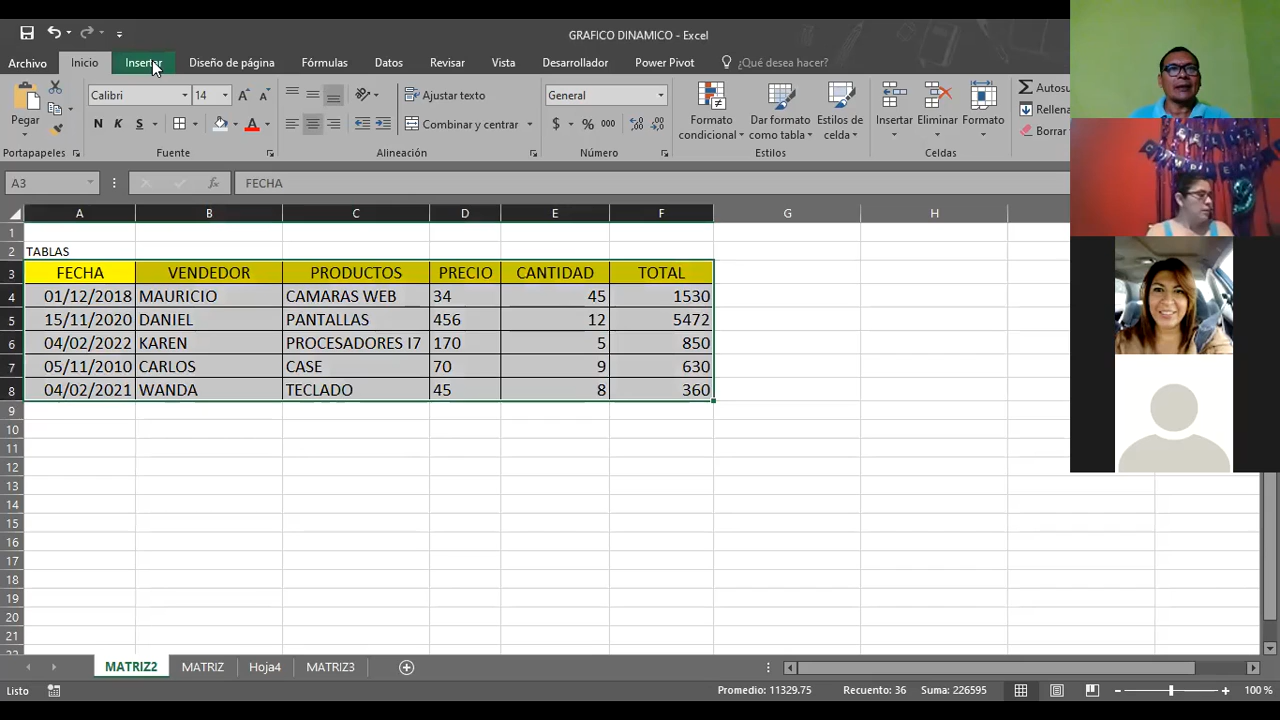 GRAFICO DINAMICO - Excel
Archivo Inicio Insertar Diseño de página Fórmulas Datos Revisar Vista Desarrollador Power Pivot ¿Qué desea hacer?
Pegar
Calibri 14
N K S
Ajustar texto
Combinar y centrar
General
$ % 000
Formato condicional
Dar formato como tabla
Estilos de celda
Insertar Eliminar Formato
Autosu
Rellena
Borrar
Portapapeles Fuente Alineación Número Estilos Celdas
A3 fx FECHA
A B C D E F G H
1
2 TABLAS
3 FECHA VENDEDOR PRODUCTOS PRECIO CANTIDAD TOTAL
4 01/12/2018 MAURICIO CAMARAS WEB 34 45 1530
5 15/11/2020 DANIEL PANTALLAS 456 12 5472
6 04/02/2022 KAREN PROCESADORES I7 170 5 850
7 05/11/2010 CARLOS CASE 70 9 630
8 04/02/2021 WANDA TECLADO 45 8 360
9
10
11
12
13
14
15
16
17
18
19
20
21
MATRIZ2 MATRIZ Hoja4 MATRIZ3
Listo Promedio: 11329.75 Recuento: 36 Suma: 226595 100 %